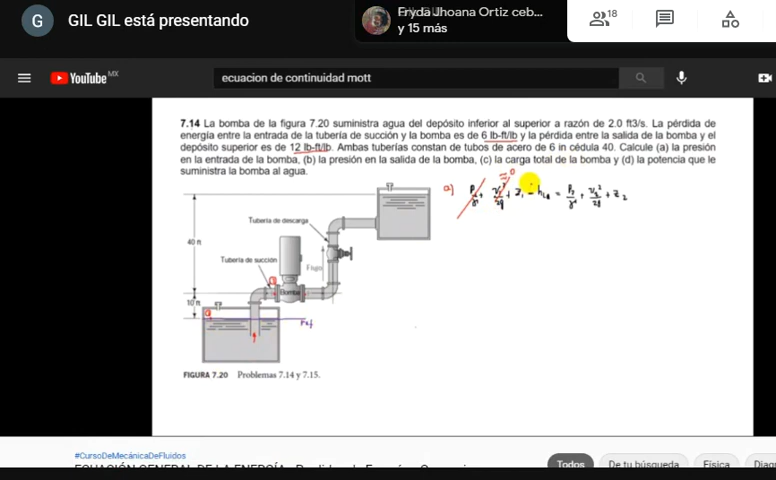 G GIL GIL está presentando
Eryda Jhoana Ortiz ceb...
y 15 más
18
YouTube MX
ecuacion de continuidad mott
7.14 La bomba de la figura 7.20 suministra agua del depósito inferior al superior a razón de 2.0 ft3/s. La pérdida de
energía entre la entrada de la tubería de succión y la bomba es de 6 lb-ft/lb y la pérdida entre la salida de la bomba y el
depósito superior es de 12 lb-ft/lb. Ambas tuberías constan de tubos de acero de 6 in cédula 40. Calcule (a) la presión
en la entrada de la bomba, (b) la presión en la salida de la bomba, (c) la carga total de la bomba y (d) la potencia que le
suministra la bomba al agua.
Tubería de descarga
40 ft
Tubería de succión
Flujo
Bomba
10 ft
Ref
FIGURA 7.20 Problemas 7.14 y 7.15.
#CursoDeMecánicaDeFluidos
Todos De tu búsqueda Física